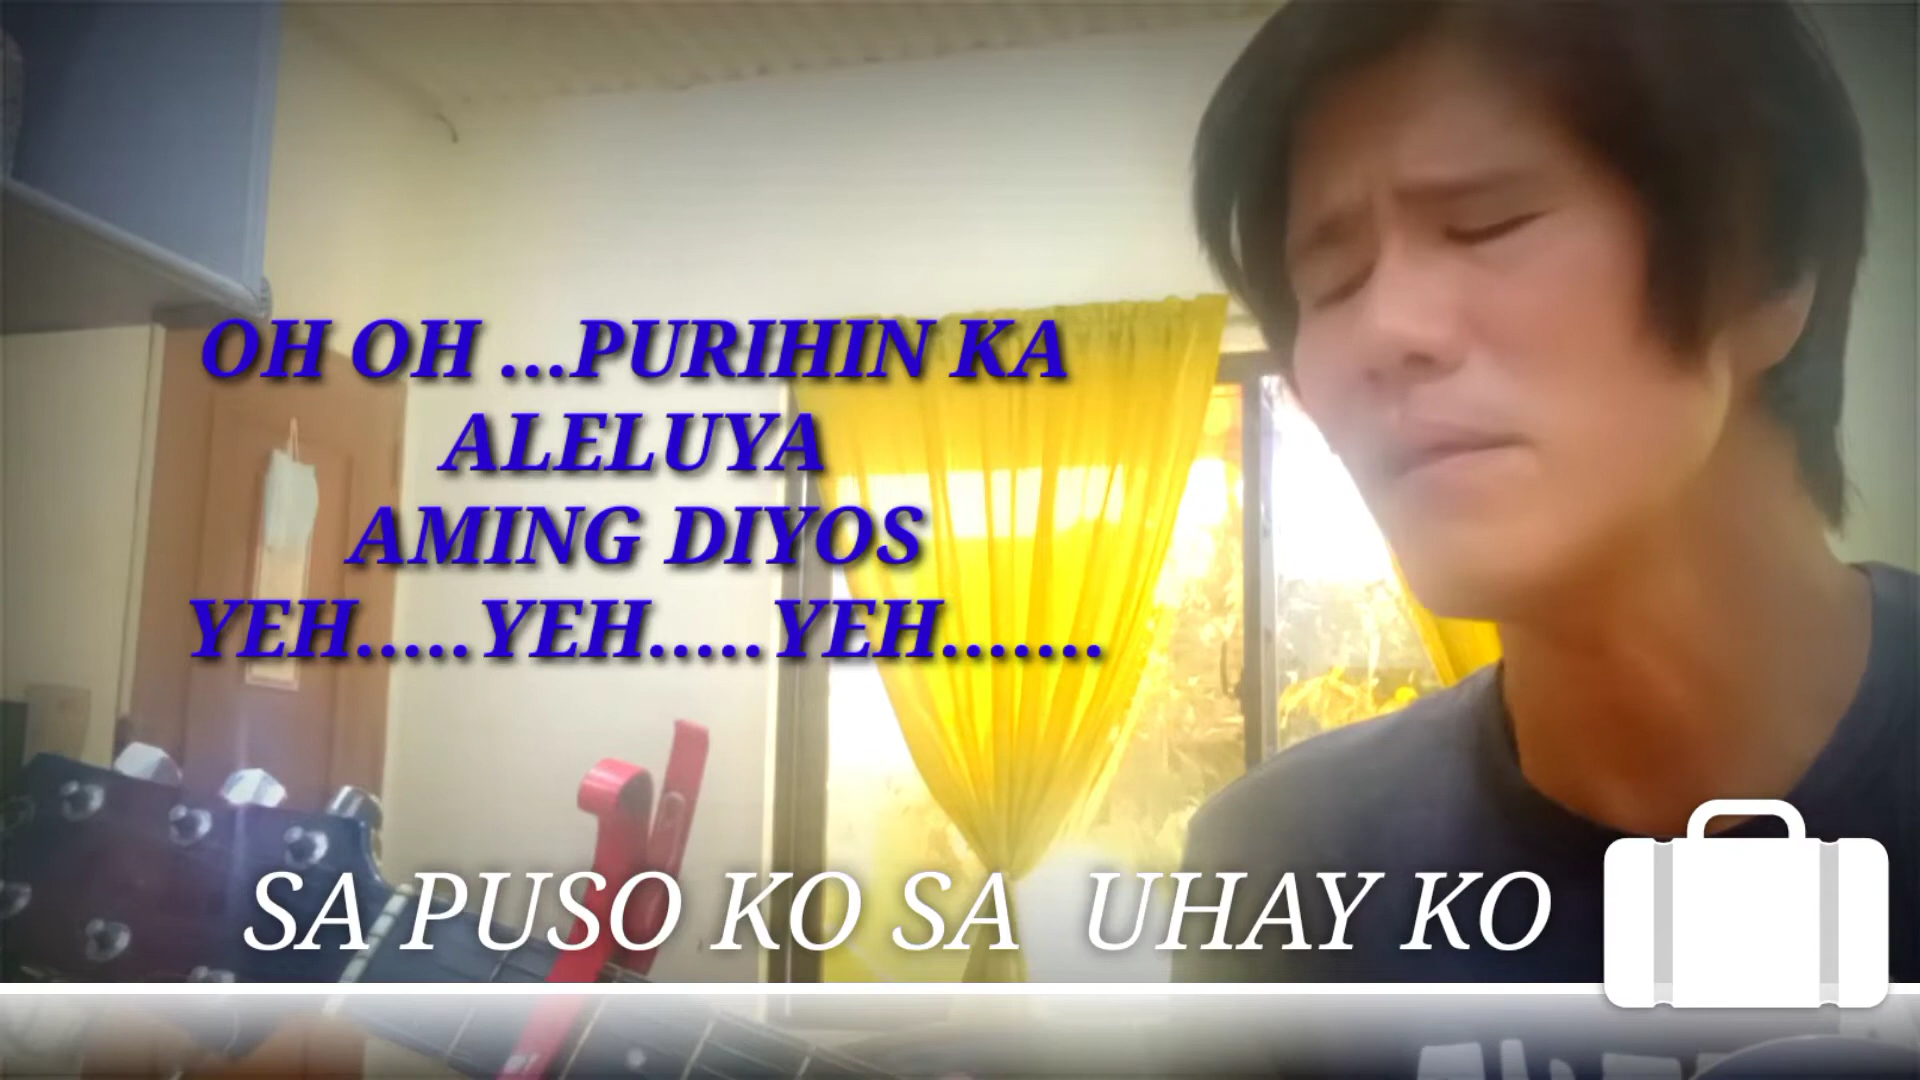 OH OH ...PURIHIN KA
ALELUYA
AMING DIYOS
YEH.....YEH.....YEH.......
SA PUSO KO SA UHAY KO